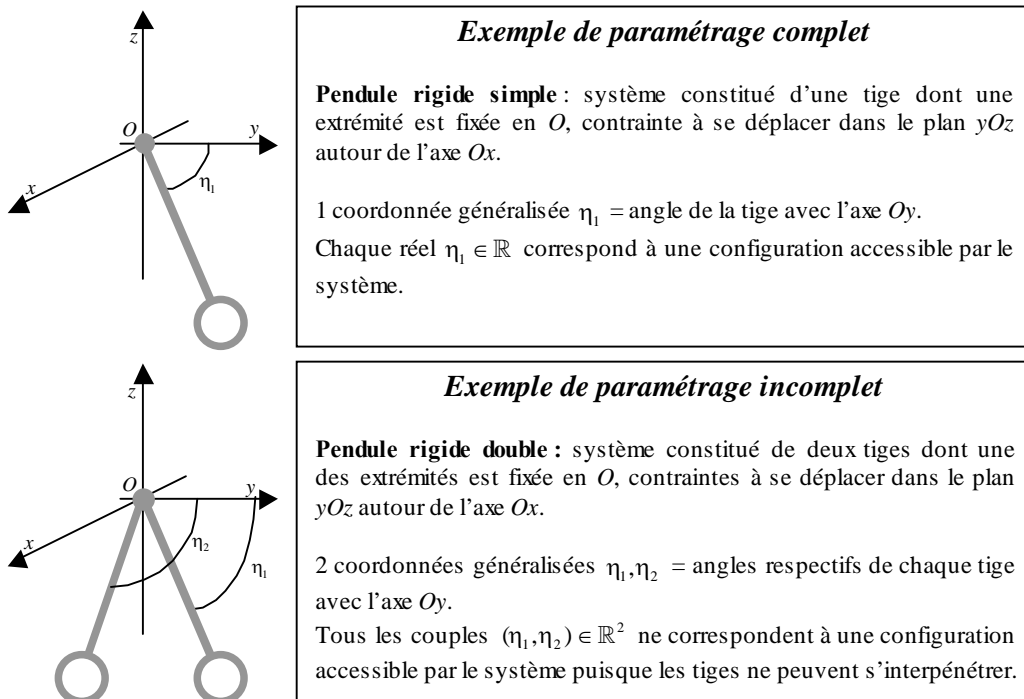 z
O
y
x
η₁
Exemple de paramétrage complet
Pendule rigide simple : système constitué d'une tige dont une
extrémité est fixée en O, contrainte à se déplacer dans le plan yOz
autour de l'axe Ox.
1 coordonnée généralisée η₁ = angle de la tige avec l'axe Oy.
Chaque réel η₁ ∈ ℝ correspond à une configuration accessible par le
système.
z
O
y
x
η₂
η₁
Exemple de paramétrage incomplet
Pendule rigide double : système constitué de deux tiges dont une
des extrémités est fixée en O, contraintes à se déplacer dans le plan
yOz autour de l'axe Ox.
2 coordonnées généralisées η₁,η₂ = angles respectifs de chaque tige
avec l'axe Oy.
Tous les couples (η₁,η₂) ∈ ℝ² ne correspondent à une configuration
accessible par le système puisque les tiges ne peuvent s'interpénétrer.